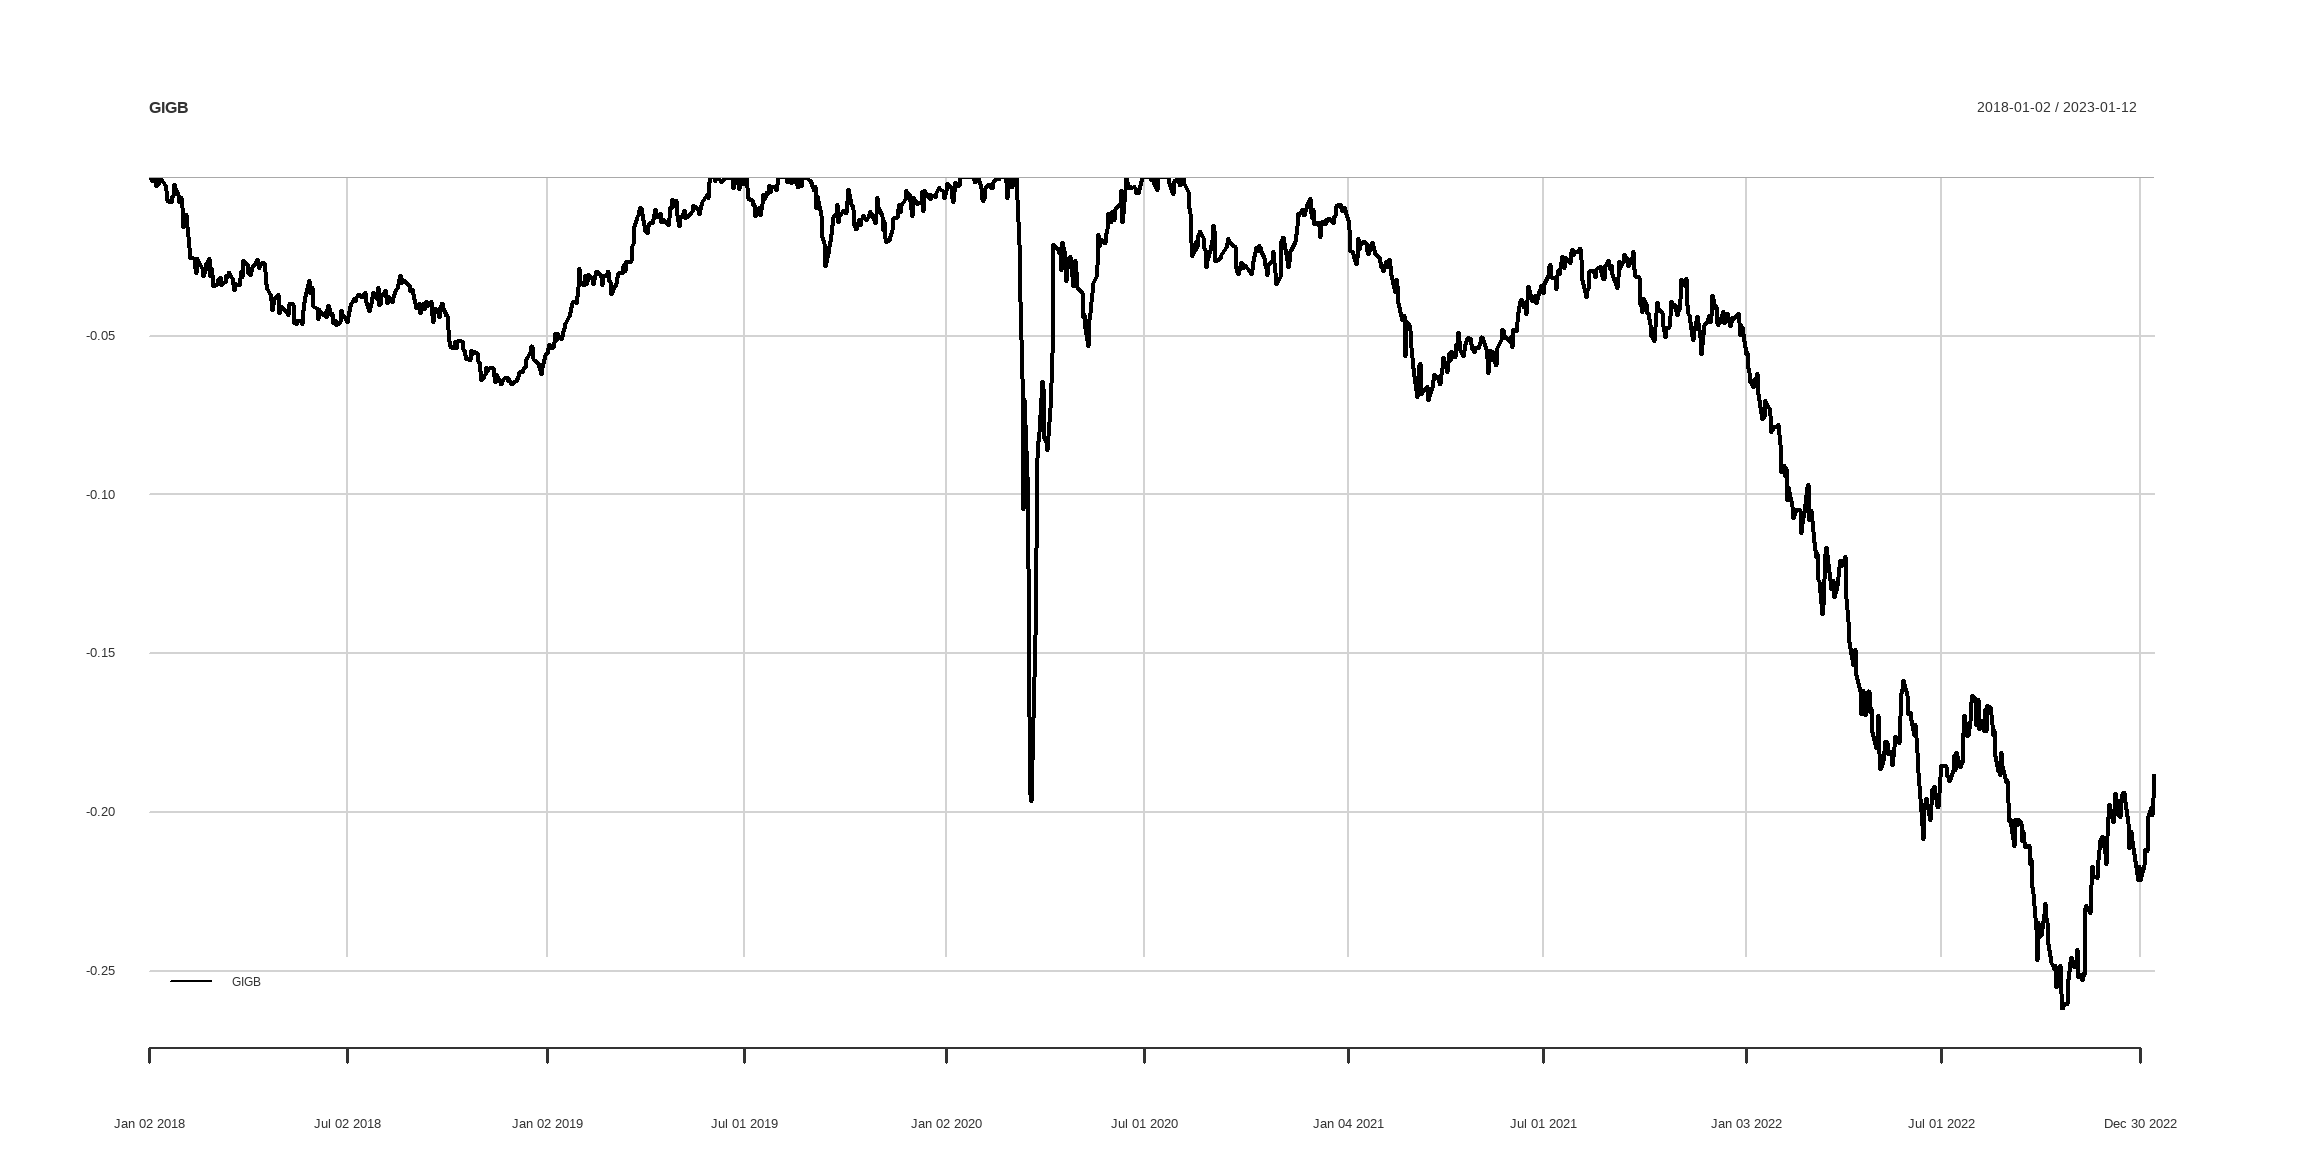 GIGB
2018-01-02 / 2023-01-12
-0.05
-0.10
-0.15
-0.20
-0.25
GIGB
Jan 02 2018
Jul 02 2018
Jan 02 2019
Jul 01 2019
Jan 02 2020
Jul 01 2020
Jan 04 2021
Jul 01 2021
Jan 03 2022
Jul 01 2022
Dec 30 2022